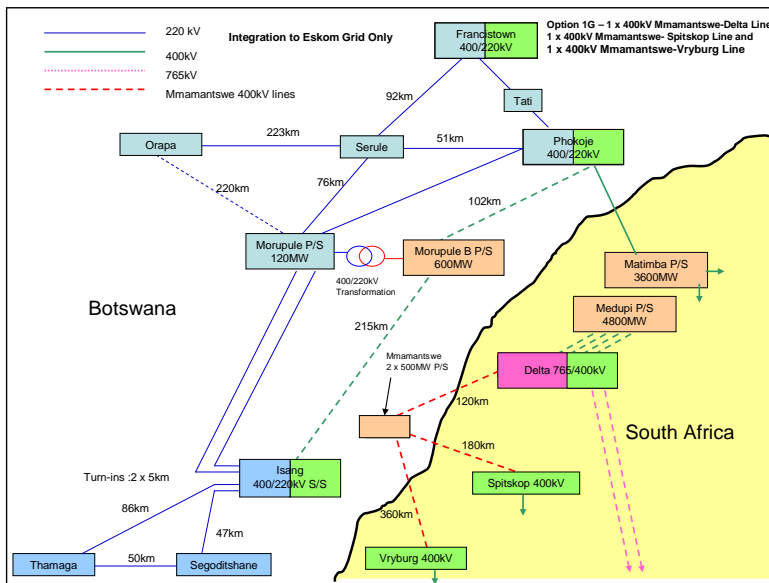 220 kV
400kV
765kV
Mmamantswe 400kV lines
Integration to Eskom Grid Only
Francistown
400/220kV
Option 1G – 1 x 400kV Mmamantswe-Delta Line
1 x 400kV Mmamantswe- Spitskop Line and
1 x 400kV Mmamantswe-Vryburg Line
92km
Tati
Orapa
223km
Serule
51km
Phokoje
400/220kV
220km
76km
102km
Morupule P/S
120MW
400/220kV
Transformation
Morupule B P/S
600MW
Matimba P/S
3600MW
Medupi P/S
4800MW
Botswana
215km
Mmamantswe
2 x 500MW P/S
Delta 765/400kV
120km
South Africa
180km
Turn-ins :2 x 5km
Isang
400/220kV S/S
Spitskop 400kV
86km
360km
47km
Thamaga
50km
Segoditshane
Vryburg 400kV